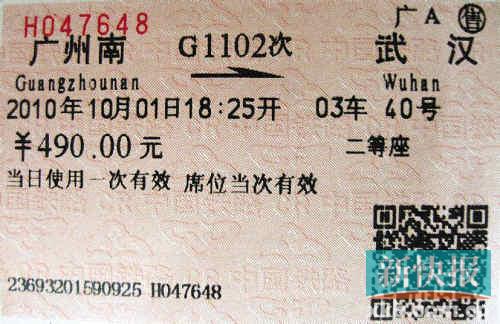 H047648 广 A 售
广州南 G1102次 武汉
Guangzhounan Wuhan
2010年10月01日18:25开 03车 40号
￥490.00元 二等座
当日使用一次有效 席位当次有效
新快报
23693201590925 H047648